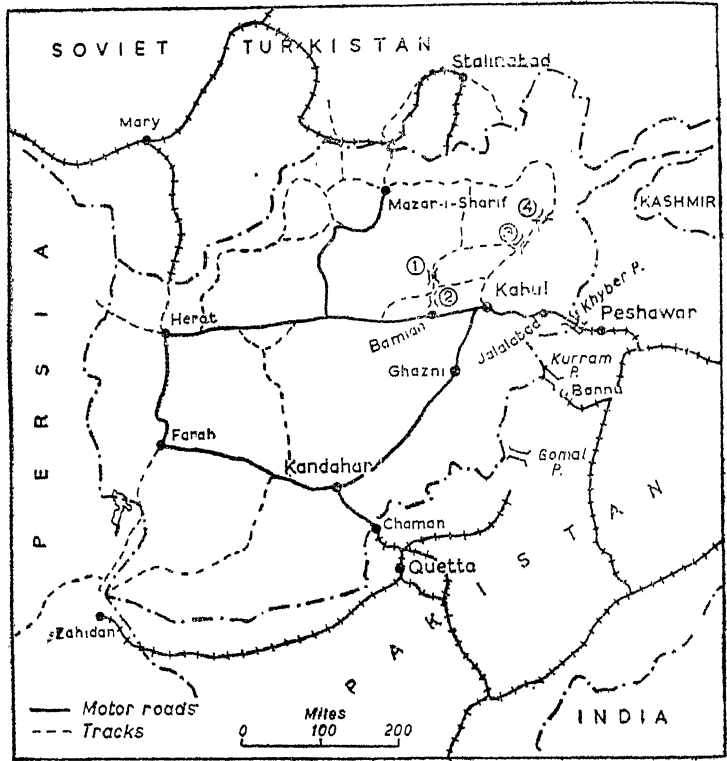 SOVIET TURKISTAN
Stalinabad
Mary
Mazar-i-Sharif
④
KASHMIR
③
①
②
Kahul
Khyber P.
Peshawar
Herat
Bamian
Jalalabad
Kurram
P.
Ghazni
Bannu
PERSIA
Farah
Kandahar
Gomal
P.
Chaman
Quetta
PAKISTAN
Zahidan
Motor roads
Tracks
Miles
0 100 200
INDIA